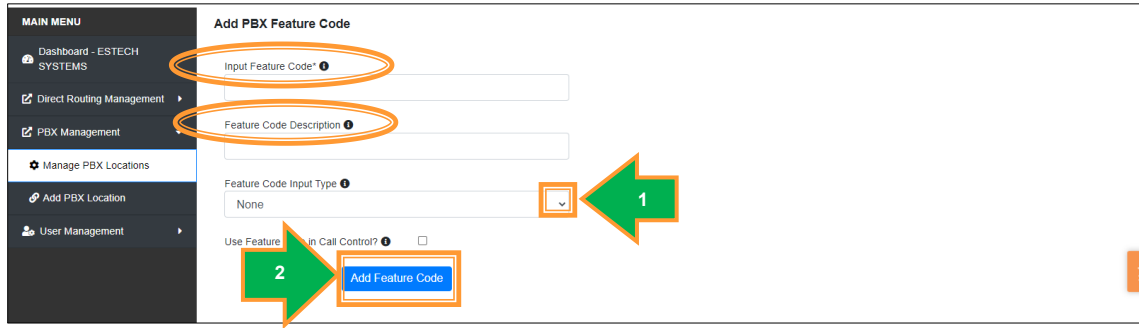 MAIN MENU
Dashboard - ESTECH
SYSTEMS
Direct Routing Management
PBX Management
Manage PBX Locations
Add PBX Location
User Management
Add PBX Feature Code
Input Feature Code*
Feature Code Description
Feature Code Input Type
None
1
Use Feature in Call Control?
2
Add Feature Code